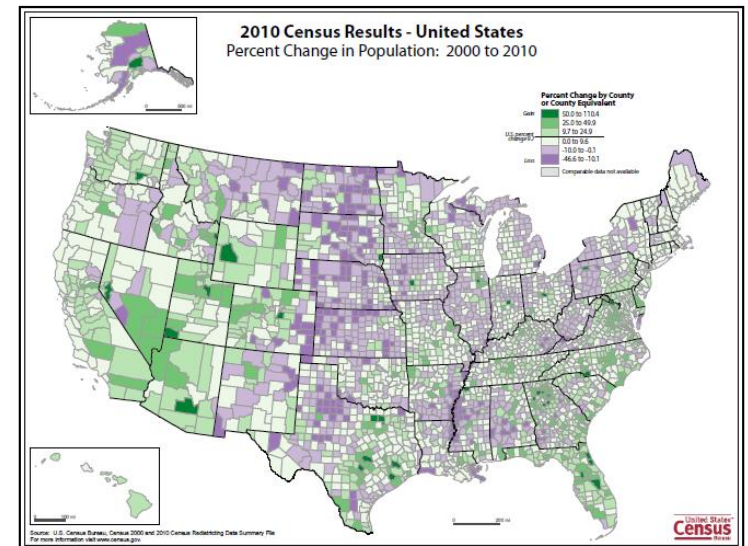 2010 Census Results - United States
Percent Change in Population: 2000 to 2010
Percent Change by County
or County Equivalent
Gain
50.0 to 110.4
25.0 to 49.9
9.7 to 24.9
U.S. percent
change 9.7
0.0 to 9.6
-10.0 to -0.1
Loss
-46.6 to -10.1
Comparable data not available
Source: U.S. Census Bureau, Census 2000 and 2010 Census Redistricting Data Summary File
For more information visit www.census.gov.
United States®
Census
Bureau